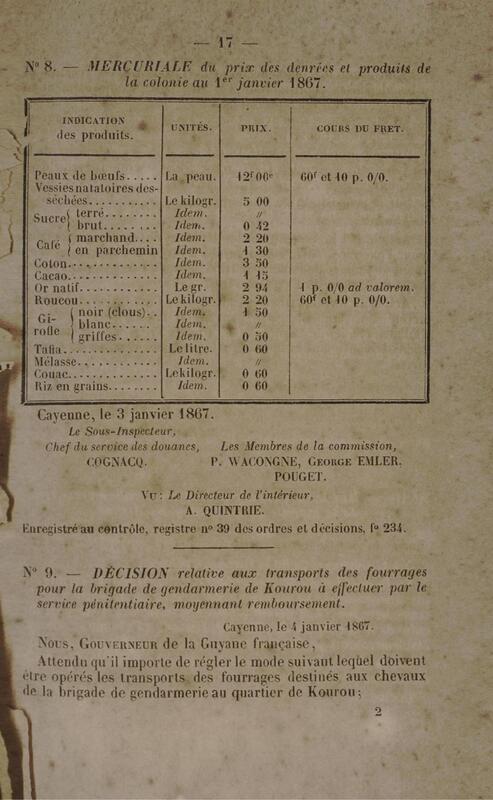 — 17 —
N° 8. — MERCURIALE du prix des denrées et produits de
la colonie au 1er janvier 1867.
INDICATION des produits. UNITÉS. PRIX. COURS DU FRET.
Peaux de bœufs..... La peau. 12f 00c 60f et 10 p. 0/0.
Vessies natatoires des-
séchées........... Le kilogr. 5 00
Sucre { terré........ Idem. //
brut......... Idem. 0 42
Café { marchand.... Idem. 2 20
en parchemin Idem. 1 30
Coton............... Idem. 3 50
Cacao............... Idem. 1 15
Or natif............. Le gr. 2 94 1 p. 0/0 ad valorem.
Roucou............. Le kilogr. 2 20 60f et 10 p. 0/0.
Gi-rofle { noir (clous).. Idem. 1 50
blanc....... Idem. //
griffes...... Idem. 0 50
Tafia............... Le litre. 0 60
Mélasse............. Idem. //
Couac.............. Le kilogr. 0 60
Riz en grains........ Idem. 0 60
Cayenne, le 3 janvier 1867.
Le Sous-Inspecteur,
Chef du service des douanes, Les Membres de la commission,
COGNACQ. P. WACONGNE, GEORGE EMLER,
POUGET.
VU : Le Directeur de l'intérieur,
A. QUINTRIE.
Enregistré au contrôle, registre n° 39 des ordres et décisions, f° 234.
N° 9. — DÉCISION relative aux transports des fourrages
pour la brigade de gendarmerie de Kourou à effectuer par le
service pénitentiaire, moyennant remboursement.
Cayenne, le 4 janvier 1867.
NOUS, GOUVERNEUR de la Guyane française,
Attendu qu'il importe de régler le mode suivant lequel doivent
être opérés les transports des fourrages destinés aux chevaux
de la brigade de gendarmerie au quartier de Kourou;
2